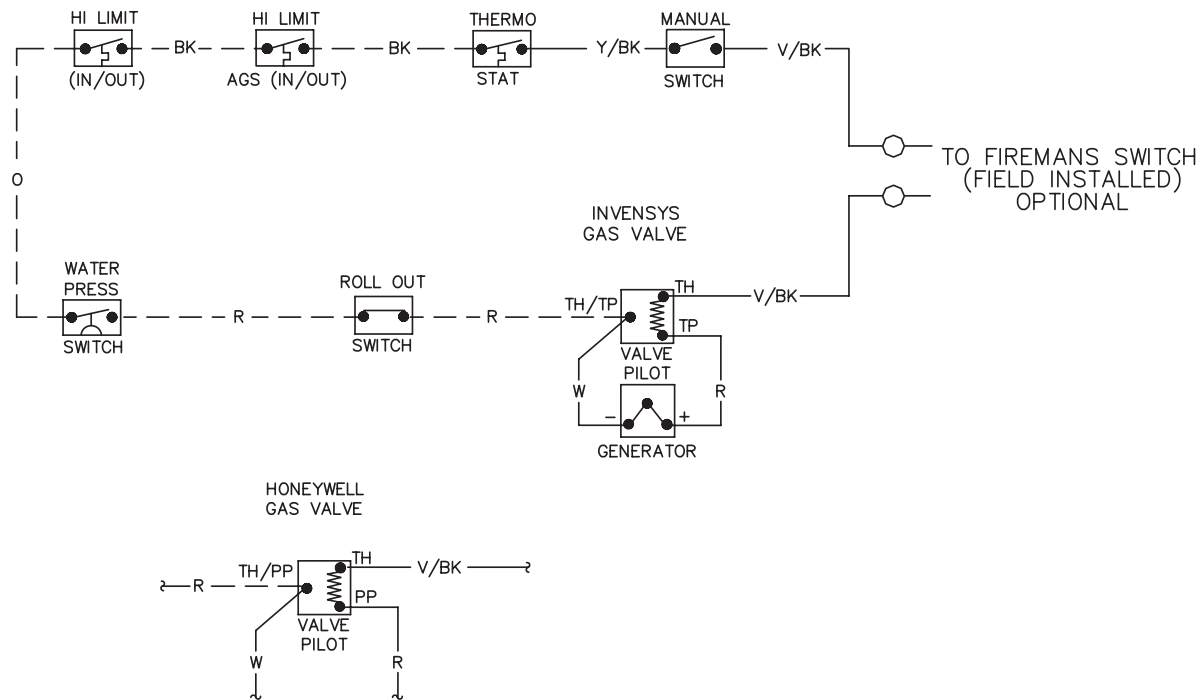 HI LIMIT
(IN/OUT)
BK
HI LIMIT
AGS (IN/OUT)
BK
THERMO
STAT
Y/BK
MANUAL
SWITCH
V/BK
TO FIREMANS SWITCH
(FIELD INSTALLED)
OPTIONAL
O
WATER
PRESS
SWITCH
R
ROLL OUT
SWITCH
R
INVENSYS
GAS VALVE
TH/TP
TH
V/BK
TP
VALVE
PILOT
W
R
- +
GENERATOR
HONEYWELL
GAS VALVE
R
TH/PP
TH
V/BK
PP
VALVE
PILOT
W
R